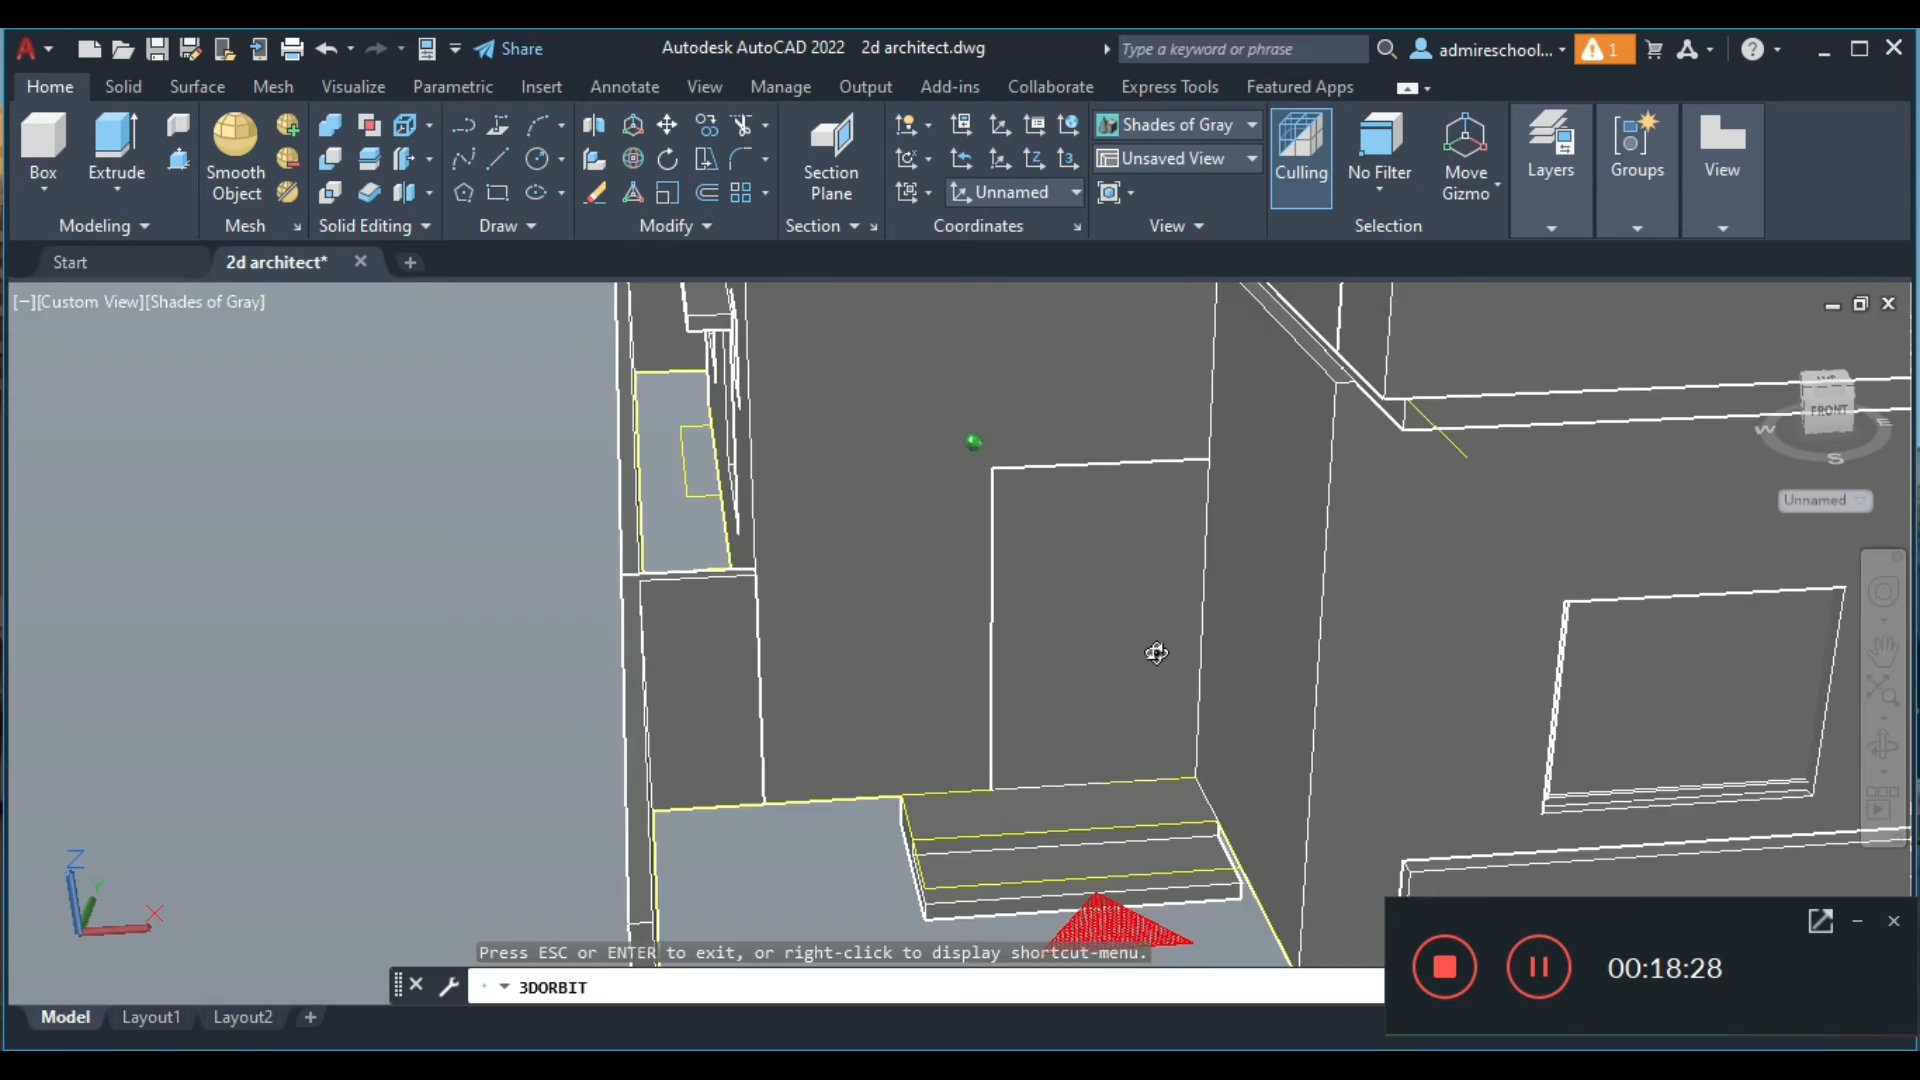 Share
Autodesk AutoCAD 2022 2d architect.dwg
Type a keyword or phrase
admireschool...
1
Home Solid Surface Mesh Visualize Parametric Insert Annotate View Manage Output Add-ins Collaborate Express Tools Featured Apps
Box
Extrude
Smooth
Object
Section
Plane
Shades of Gray
Unsaved View
Unnamed
Culling
No Filter
Move
Gizmo
Layers
Groups
View
Modeling
Mesh
Solid Editing
Draw
Modify
Section
Coordinates
View
Selection
Start
2d architect*
[−][Custom View][Shades of Gray]
FRONT
W
E
S
Unnamed
Z
Y
X
Press ESC or ENTER to exit, or right-click to display shortcut-menu.
3DORBIT
00:18:28
Model
Layout1
Layout2